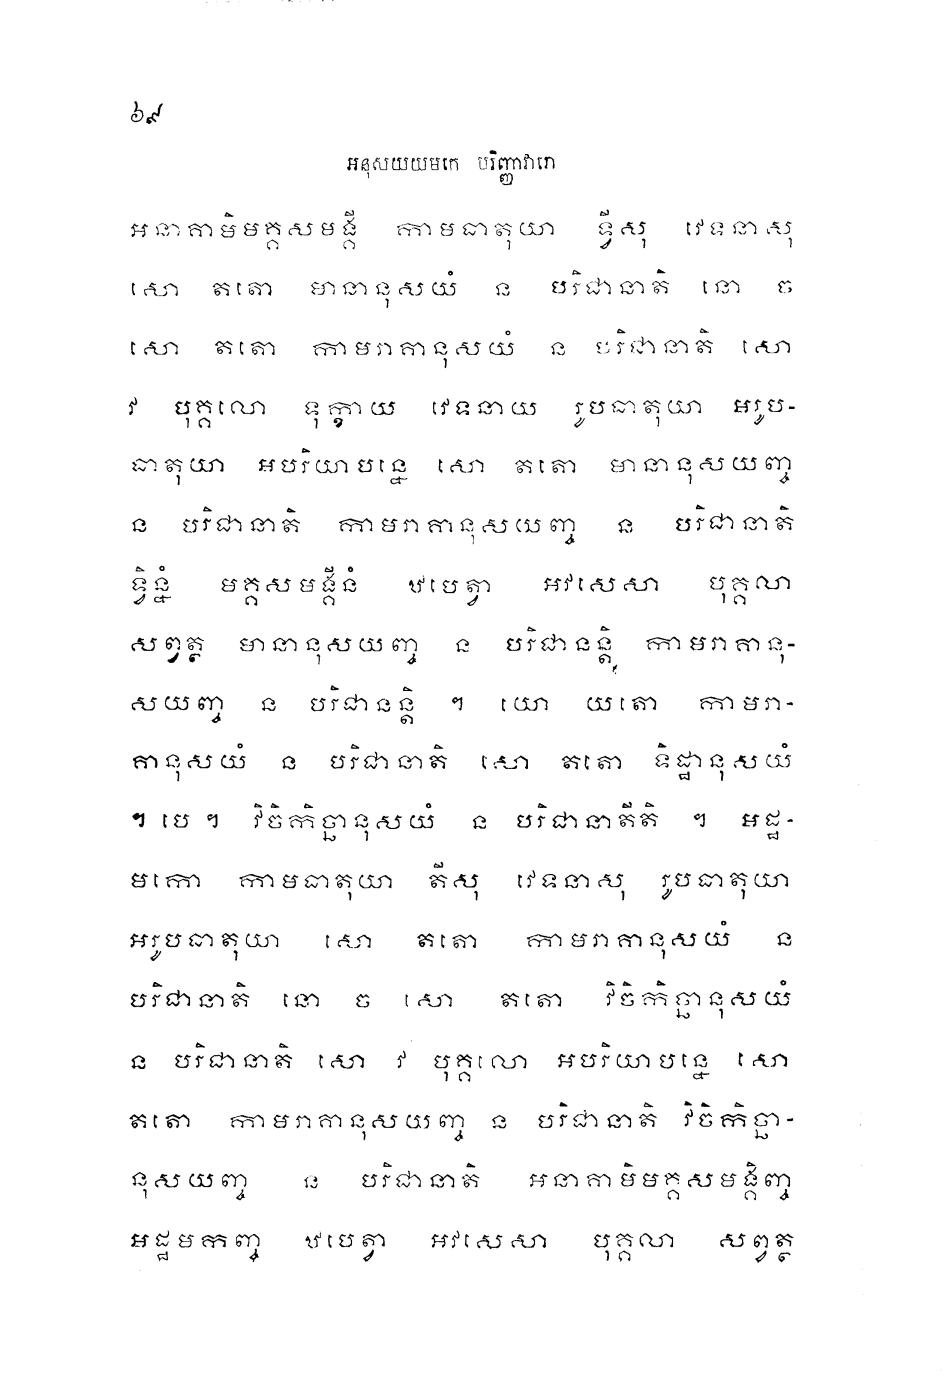 ៦៩
អនុសយយមកេ បរិញ្ញាវារោ
អនាគាមិមគ្គសមង្គី កាមធាតុយា ទ្វីសុ វេទនាសុ
សោ តតោ មានានុសយំ ន បរិជានាតិ នោ ច
សោ តតោ កាមរាគានុសយំ ន បរិជានាតិ សោ
វ បុគ្គលោ ទុក្ខាយ វេទនាយ រូបធាតុយា អរូប-
ធាតុយា អបរិយាបន្នេ សោ តតោ មានានុសយញ្ច
ន បរិជានាតិ កាមរាគានុសយញ្ច ន បរិជានាតិ
ទ្វិន្នំ មគ្គសមង្គីនំ ឋបេត្វា អវសេសា បុគ្គលា
សព្វត្ថ មានានុសយញ្ច ន បរិជានន្តិ កាមរាគានុ-
សយញ្ច ន បរិជានន្តិ ។ យោ យតោ កាមរា-
គានុសយំ ន បរិជានាតិ សោ តតោ ទិដ្ឋានុសយំ
។ បេ ។ វិចិកិច្ឆានុសយំ ន បរិជានាតីតិ ។ អដ្ឋ-
មកោ កាមធាតុយា តីសុ វេទនាសុ រូបធាតុយា
អរូបធាតុយា សោ តតោ កាមរាគានុសយំ ន
បរិជានាតិ នោ ច សោ តតោ វិចិកិច្ឆានុសយំ
ន បរិជានាតិ សោ វ បុគ្គលោ អបរិយាបន្នេ សោ
តតោ កាមរាគានុសយញ្ច ន បរិជានាតិ វិចិកិច្ឆា-
នុសយញ្ច ន បរិជានាតិ អនាគាមិមគ្គសមង្គិញ្ច
អដ្ឋមកញ្ច ឋបេត្វា អវសេសា បុគ្គលា សព្វត្ថ